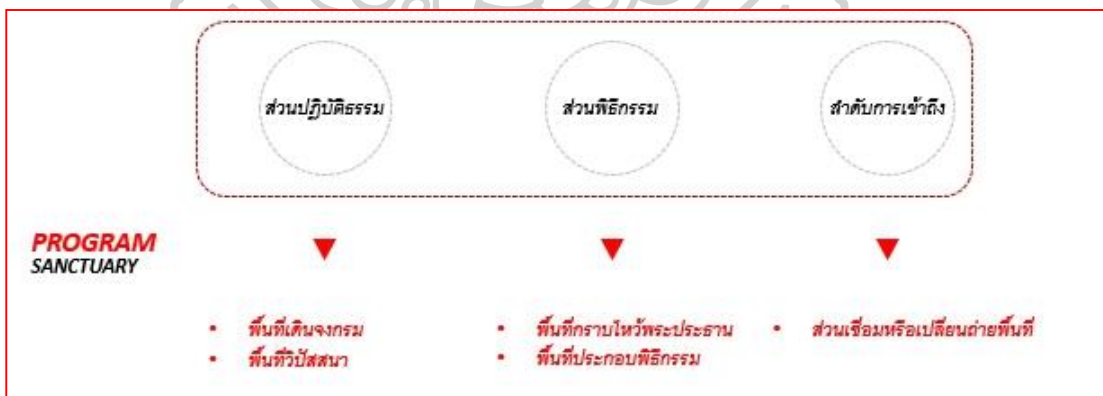 ส่วนปฏิบัติธรรม
ส่วนพิธีกรรม
ลำดับการเข้าถึง
PROGRAM
SANCTUARY
• พื้นที่เดินจงกรม
• พื้นที่วิปัสสนา
• พื้นที่กราบไหว้พระประธาน
• พื้นที่ประกอบพิธีกรรม
• ส่วนเชื่อมหรือเปลี่ยนถ่ายพื้นที่